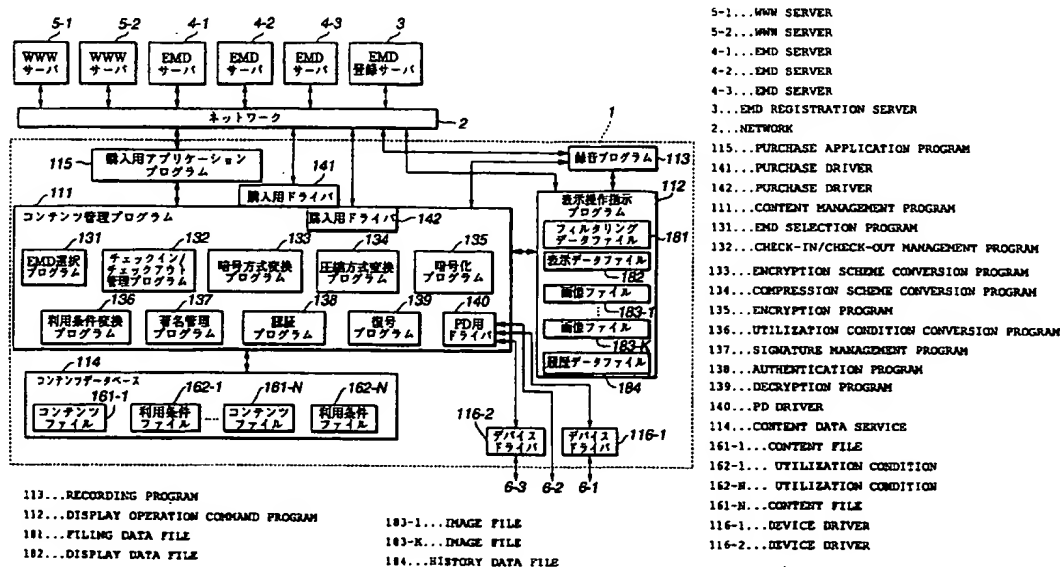 5-1
5-2
4-1
4-2
4-3
3
WWW
サーバ
WWW
サーバ
EMD
サーバ
EMD
サーバ
EMD
サーバ
EMD
登録サーバ
ネットワーク
2
1
115
購入用アプリケーション
プログラム
141
購入用ドライバ
録音プログラム
113
111
コンテンツ管理プログラム
購入用ドライバ
142
112
表示操作指示
プログラム
フィルタリング
データファイル
181
表示データファイル
182
画像ファイル
183-1
画像ファイル
183-K
履歴データファイル
184
131
EMD選択
プログラム
132
チェックイン/
チェックアウト
管理プログラム
133
暗号方式変換
プログラム
134
圧縮方式変換
プログラム
135
暗号化
プログラム
136
利用条件変換
プログラム
137
署名管理
プログラム
138
認証
プログラム
139
復号
プログラム
140
PD用
ドライバ
114
コンテンツデータベース
161-1
コンテンツ
ファイル
162-1
利用条件
ファイル
161-N
コンテンツ
ファイル
162-N
利用条件
ファイル
116-2
デバイス
ドライバ
デバイス
ドライバ
116-1
6-3
6-2
6-1
5-1...WWW SERVER
5-2...WWW SERVER
4-1...EMD SERVER
4-2...EMD SERVER
4-3...EMD SERVER
3...EMD REGISTRATION SERVER
2...NETWORK
115...PURCHASE APPLICATION PROGRAM
141...PURCHASE DRIVER
142...PURCHASE DRIVER
111...CONTENT MANAGEMENT PROGRAM
131...EMD SELECTION PROGRAM
132...CHECK-IN/CHECK-OUT MANAGEMENT PROGRAM
133...ENCRYPTION SCHEME CONVERSION PROGRAM
134...COMPRESSION SCHEME CONVERSION PROGRAM
135...ENCRYPTION PROGRAM
136...UTILIZATION CONDITION CONVERSION PROGRAM
137...SIGNATURE MANAGEMENT PROGRAM
138...AUTHENTICATION PROGRAM
139...DECRYPTION PROGRAM
140...PD DRIVER
114...CONTENT DATA SERVICE
161-1...CONTENT FILE
162-1... UTILIZATION CONDITION
162-N... UTILIZATION CONDITION
161-N...CONTENT FILE
116-1...DEVICE DRIVER
116-2...DEVICE DRIVER
113...RECORDING PROGRAM
112...DISPLAY OPERATION COMMAND PROGRAM
181...FILING DATA FILE
182...DISPLAY DATA FILE
183-1...IMAGE FILE
183-K...IMAGE FILE
184...HISTORY DATA FILE